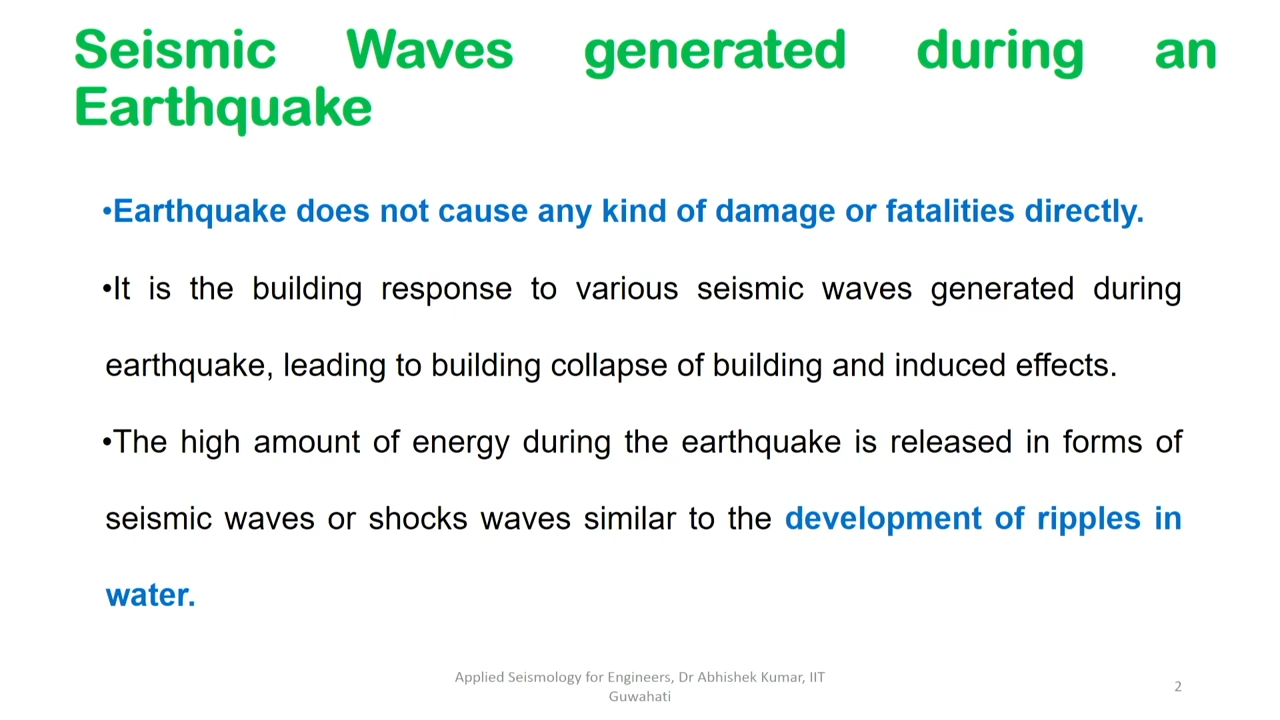 Seismic Waves generated during an
Earthquake
•Earthquake does not cause any kind of damage or fatalities directly.
•It is the building response to various seismic waves generated during
earthquake, leading to building collapse of building and induced effects.
•The high amount of energy during the earthquake is released in forms of
seismic waves or shocks waves similar to the development of ripples in
water.
Applied Seismology for Engineers, Dr Abhishek Kumar, IIT
Guwahati
2